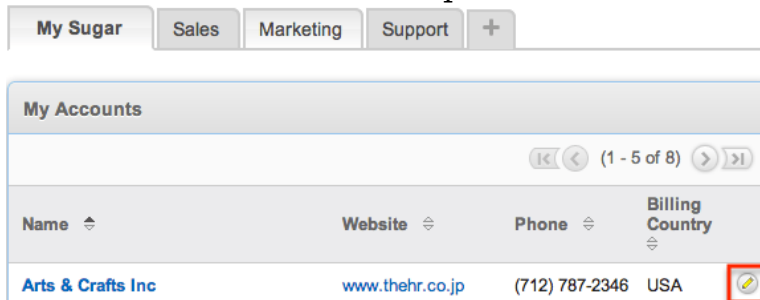 My Sugar Sales Marketing Support +
My Accounts
(1 - 5 of 8)
Name Website Phone Billing Country
Arts & Crafts Inc www.thehr.co.jp (712) 787-2346 USA